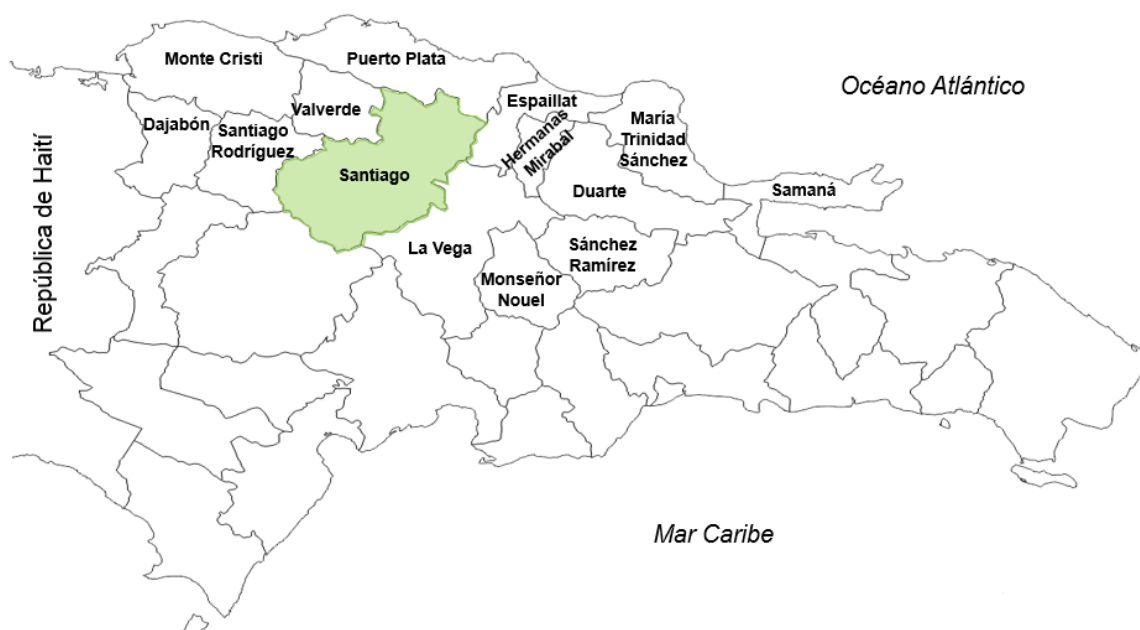 Monte Cristi
Puerto Plata
Océano Atlántico
Valverde
Espaillat
Dajabón
Santiago
Rodríguez
Hermanas
Mirabal
María
Trinidad
Sánchez
Santiago
Duarte
Samaná
República de Haití
La Vega
Sánchez
Ramírez
Monseñor
Nouel
Mar Caribe